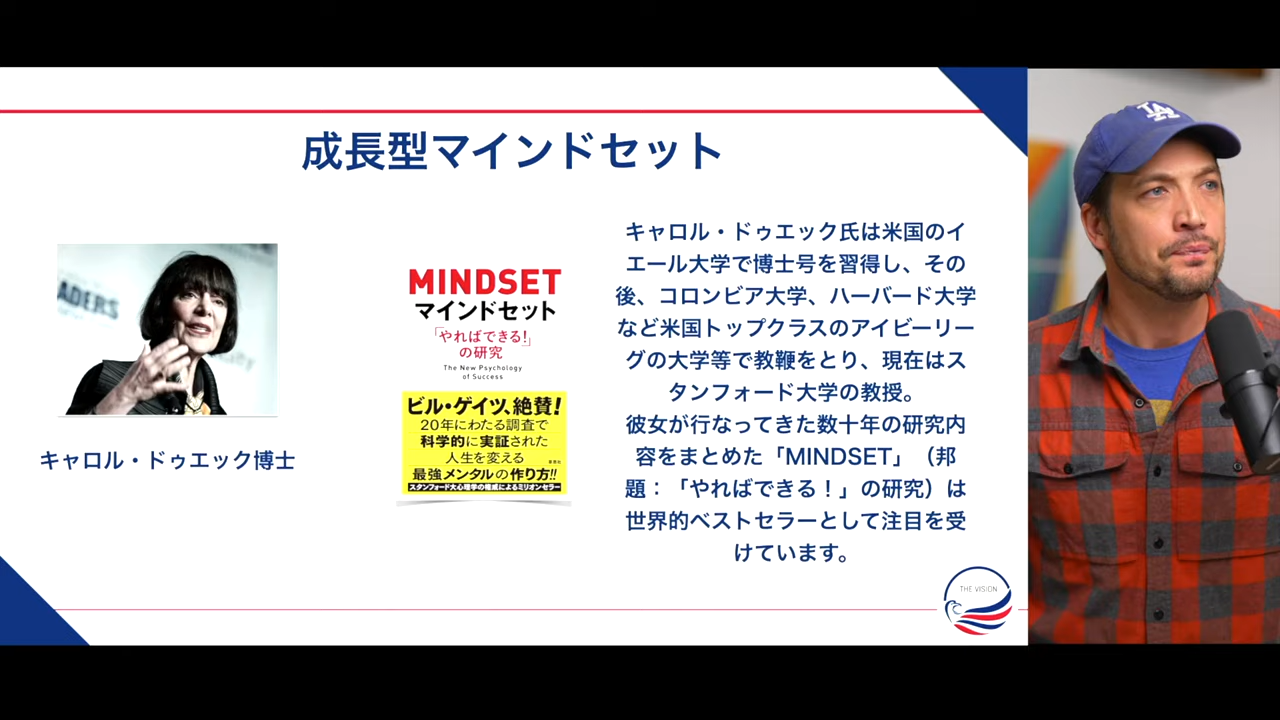 成長型マインドセット
ADERS
キャロル・ドゥエック博士
MINDSET
マインドセット
「やればできる!」
の研究
The New Psychology
of Success
ビル・ゲイツ、絶賛!
20年にわたる調査で
科学的に実証された
人生を変える
最強メンタルの作り方!!
スタンフォード大心理学の権威によるミリオンセラー
キャロル・ドゥエック氏は米国のイ
エール大学で博士号を習得し、その
後、コロンビア大学、ハーバード大学
など米国トップクラスのアイビーリー
グの大学等で教鞭をとり、現在はス
タンフォード大学の教授。
彼女が行なってきた数十年の研究内
容をまとめた「MINDSET」（邦
題：「やればできる！」の研究）は
世界的ベストセラーとして注目を受
けています。
THE VISION
LA